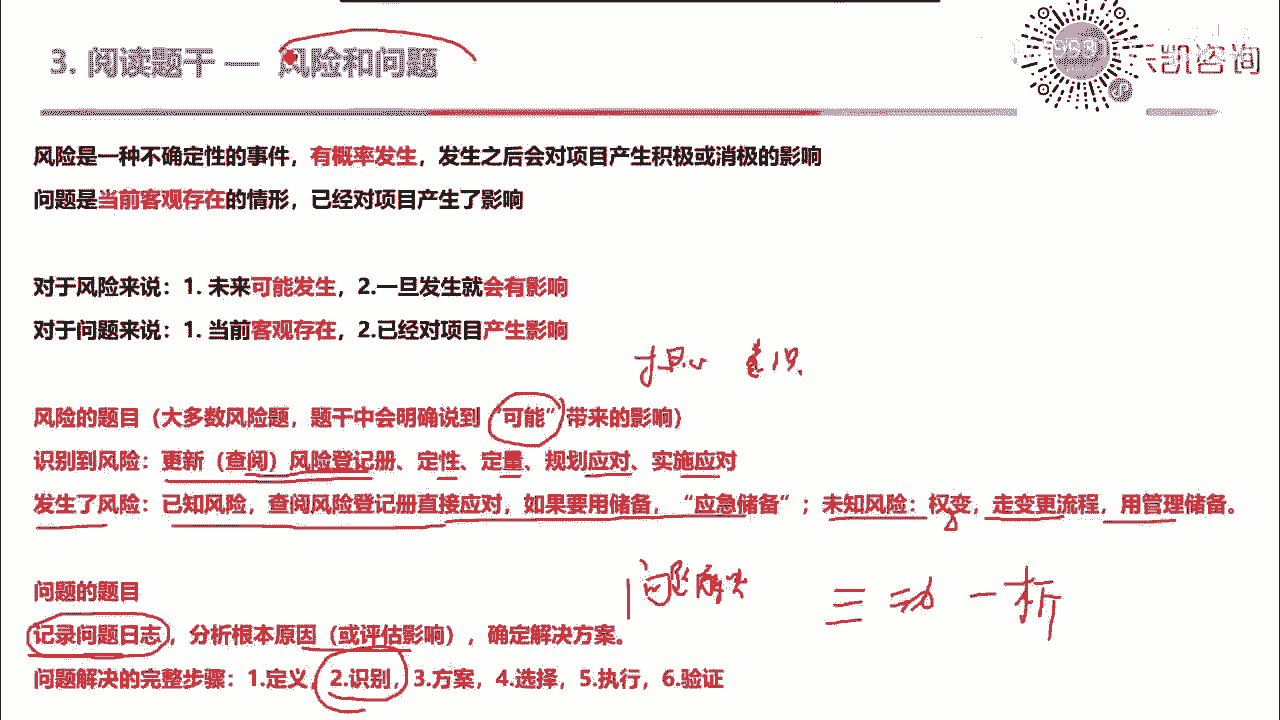 3. 阅读题干 — 风险和问题
凯咨询
风险是一种不确定性的事件，有概率发生，发生之后会对项目产生积极或消极的影响
问题是当前客观存在的情形，已经对项目产生了影响
对于风险来说：1. 未来可能发生，2.一旦发生就会有影响
对于问题来说：1. 当前客观存在，2.已经对项目产生影响
担心 意识
风险的题目（大多数风险题，题干中会明确说到“可能”带来的影响）
识别到风险：更新（查阅）风险登记册、定性、定量、规划应对、实施应对
发生了风险：已知风险，查阅风险登记册直接应对，如果要用储备，“应急储备”；未知风险：权变，走变更流程，用管理储备。
问题的题目
问题解决
三动一折
记录问题日志，分析根本原因（或评估影响），确定解决方案。
问题解决的完整步骤：1.定义，2.识别，3.方案，4.选择，5.执行，6.验证